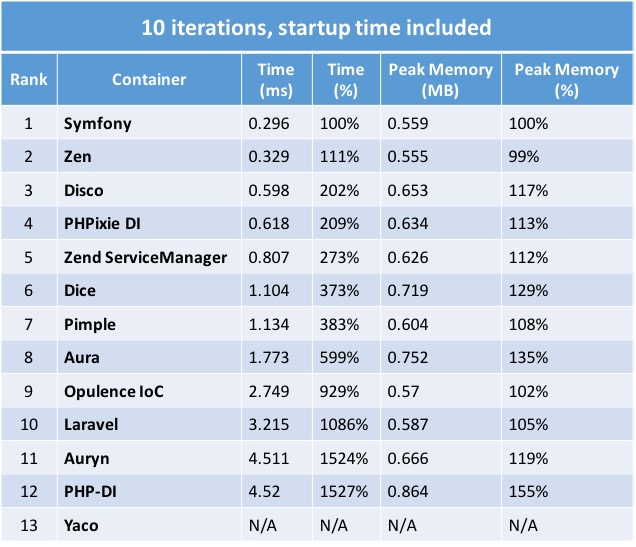 10 iterations, startup time included
Rank Container Time (ms) Time (%) Peak Memory (MB) Peak Memory (%)
1 Symfony 0.296 100% 0.559 100%
2 Zen 0.329 111% 0.555 99%
3 Disco 0.598 202% 0.653 117%
4 PHPixie DI 0.618 209% 0.634 113%
5 Zend ServiceManager 0.807 273% 0.626 112%
6 Dice 1.104 373% 0.719 129%
7 Pimple 1.134 383% 0.604 108%
8 Aura 1.773 599% 0.752 135%
9 Opulence IoC 2.749 929% 0.57 102%
10 Laravel 3.215 1086% 0.587 105%
11 Auryn 4.511 1524% 0.666 119%
12 PHP-DI 4.52 1527% 0.864 155%
13 Yaco N/A N/A N/A N/A